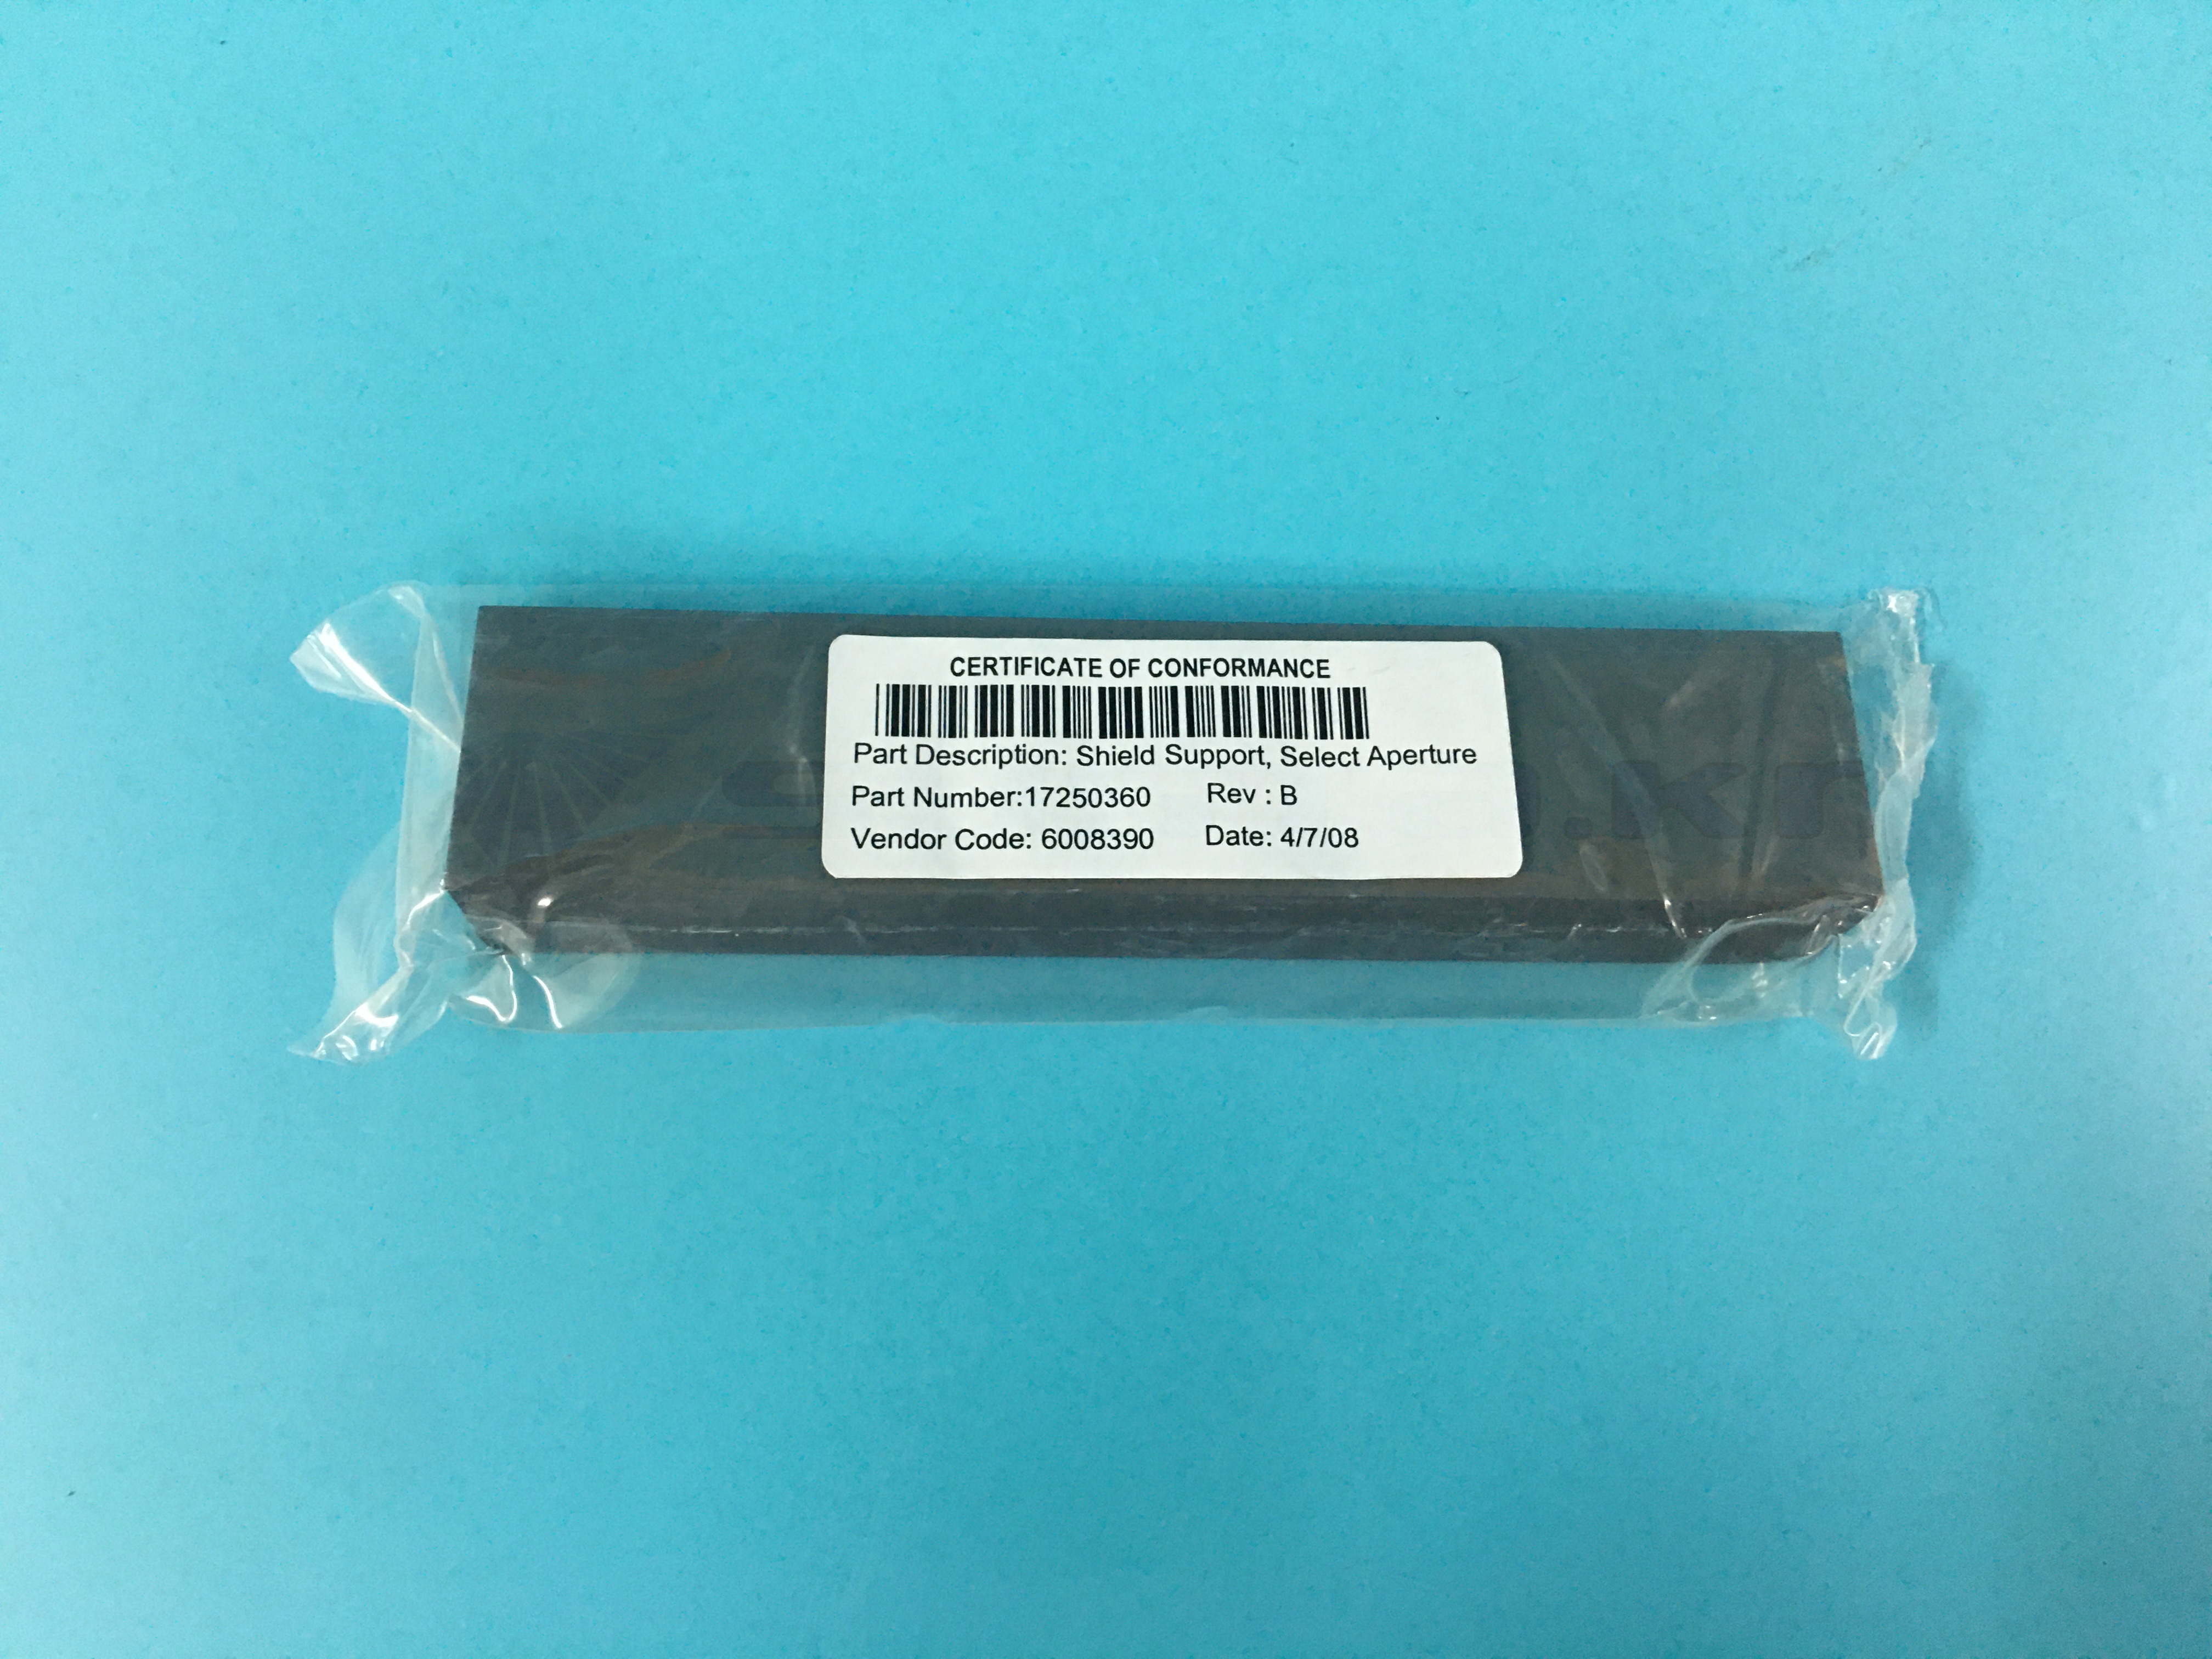 CERTIFICATE OF CONFORMANCE
Part Description: Shield Support, Select Aperture
Part Number:17250360 Rev : B
Vendor Code: 6008390 Date: 4/7/08